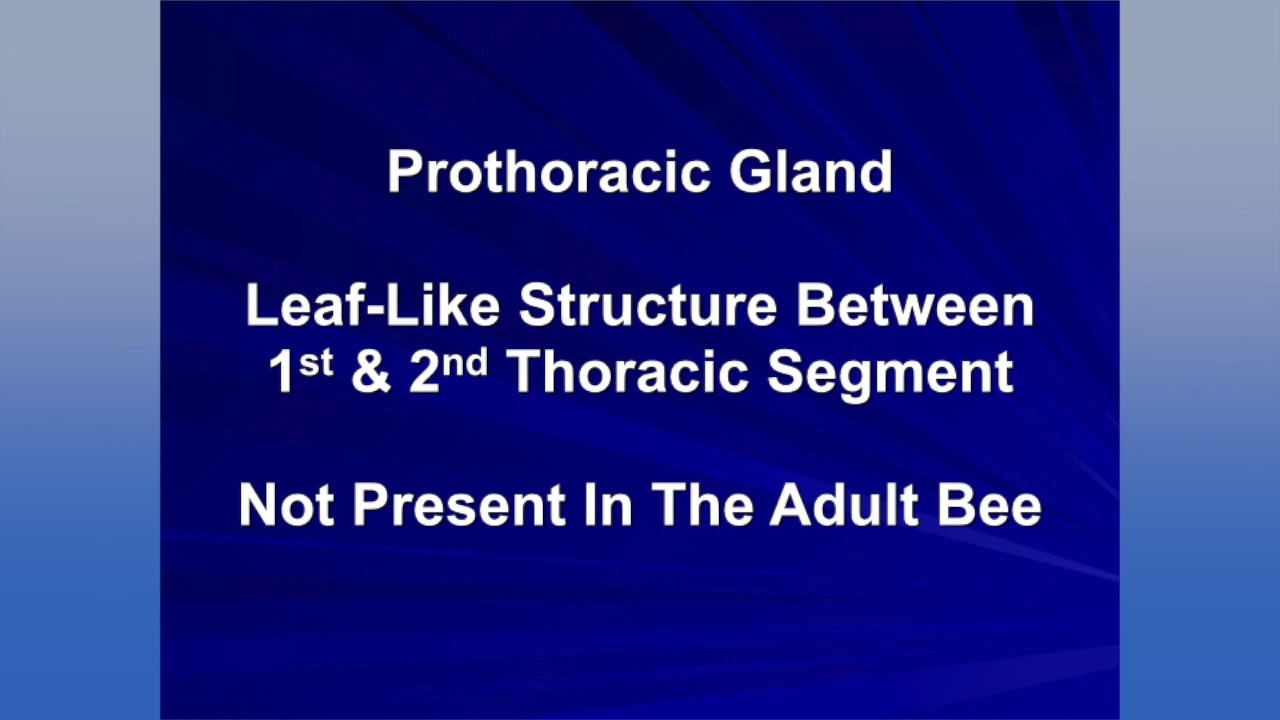 Prothoracic Gland
Leaf-Like Structure Between
1st & 2nd Thoracic Segment
Not Present In The Adult Bee